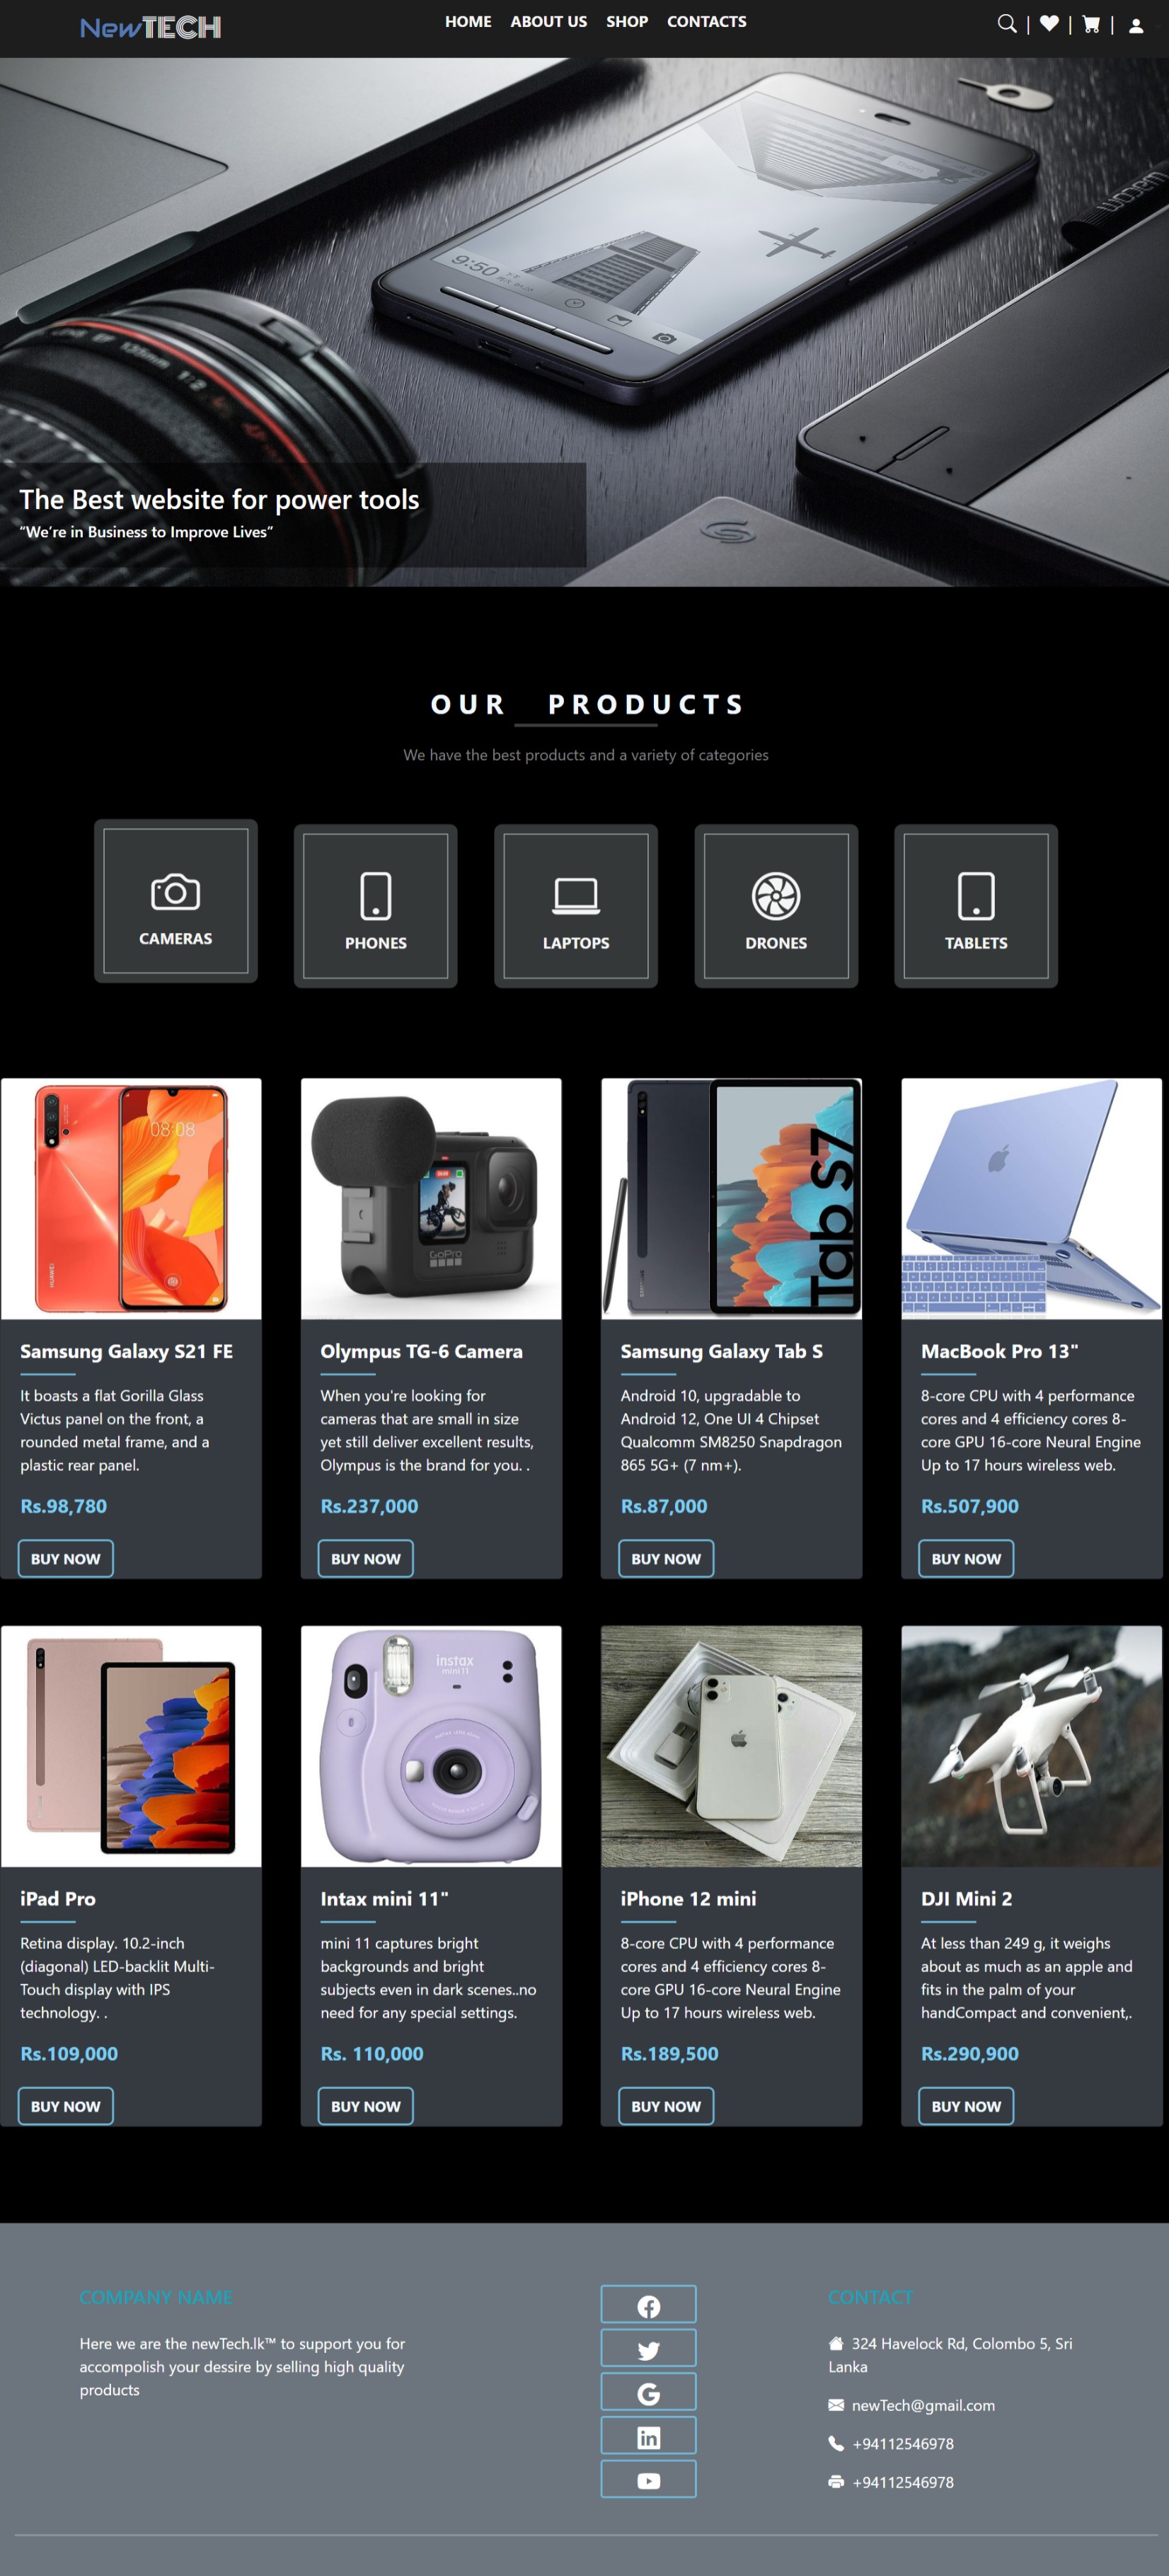 NewTECH
HOME ABOUT US SHOP CONTACTS
wacom
9:50
The Best website for power tools
“We’re in Business to Improve Lives”
OUR PRODUCTS
We have the best products and a variety of categories
CAMERAS
PHONES
LAPTOPS
DRONES
TABLETS
08:08
HUAWEI
Samsung Galaxy S21 FE
It boasts a flat Gorilla Glass
Victus panel on the front, a
rounded metal frame, and a
plastic rear panel.
Rs.98,780
BUY NOW
GoPro
Olympus TG-6 Camera
When you're looking for
cameras that are small in size
yet still deliver excellent results,
Olympus is the brand for you. .
Rs.237,000
BUY NOW
Tab S7
Samsung Galaxy Tab S
Android 10, upgradable to
Android 12, One UI 4 Chipset
Qualcomm SM8250 Snapdragon
865 5G+ (7 nm+).
Rs.87,000
BUY NOW
MacBook Pro 13"
8-core CPU with 4 performance
cores and 4 efficiency cores 8-
core GPU 16-core Neural Engine
Up to 17 hours wireless web.
Rs.507,900
BUY NOW
iPad Pro
Retina display. 10.2-inch
(diagonal) LED-backlit Multi-
Touch display with IPS
technology. .
Rs.109,000
BUY NOW
instax
mini 11
Intax mini 11"
mini 11 captures bright
backgrounds and bright
subjects even in dark scenes..no
need for any special settings.
Rs. 110,000
BUY NOW
iPhone 12 mini
8-core CPU with 4 performance
cores and 4 efficiency cores 8-
core GPU 16-core Neural Engine
Up to 17 hours wireless web.
Rs.189,500
BUY NOW
DJI Mini 2
At less than 249 g, it weighs
about as much as an apple and
fits in the palm of your
handCompact and convenient,.
Rs.290,900
BUY NOW
COMPANY NAME
Here we are the newTech.lk™ to support you for
accompolish your dessire by selling high quality
products
CONTACT
324 Havelock Rd, Colombo 5, Sri
Lanka
newTech@gmail.com
+94112546978
+94112546978